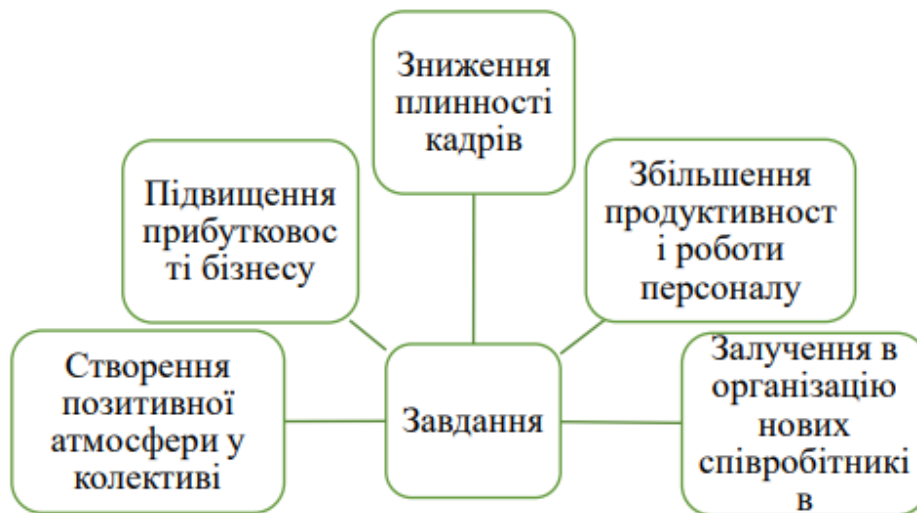 Зниження
плинності
кадрів
Підвищення
прибутковос
ті бізнесу
Збільшення
продуктивност
і роботи
персоналу
Створення
позитивної
атмосфери у
колективі
Завдання
Залучення в
організацію
нових
співробітникі
в